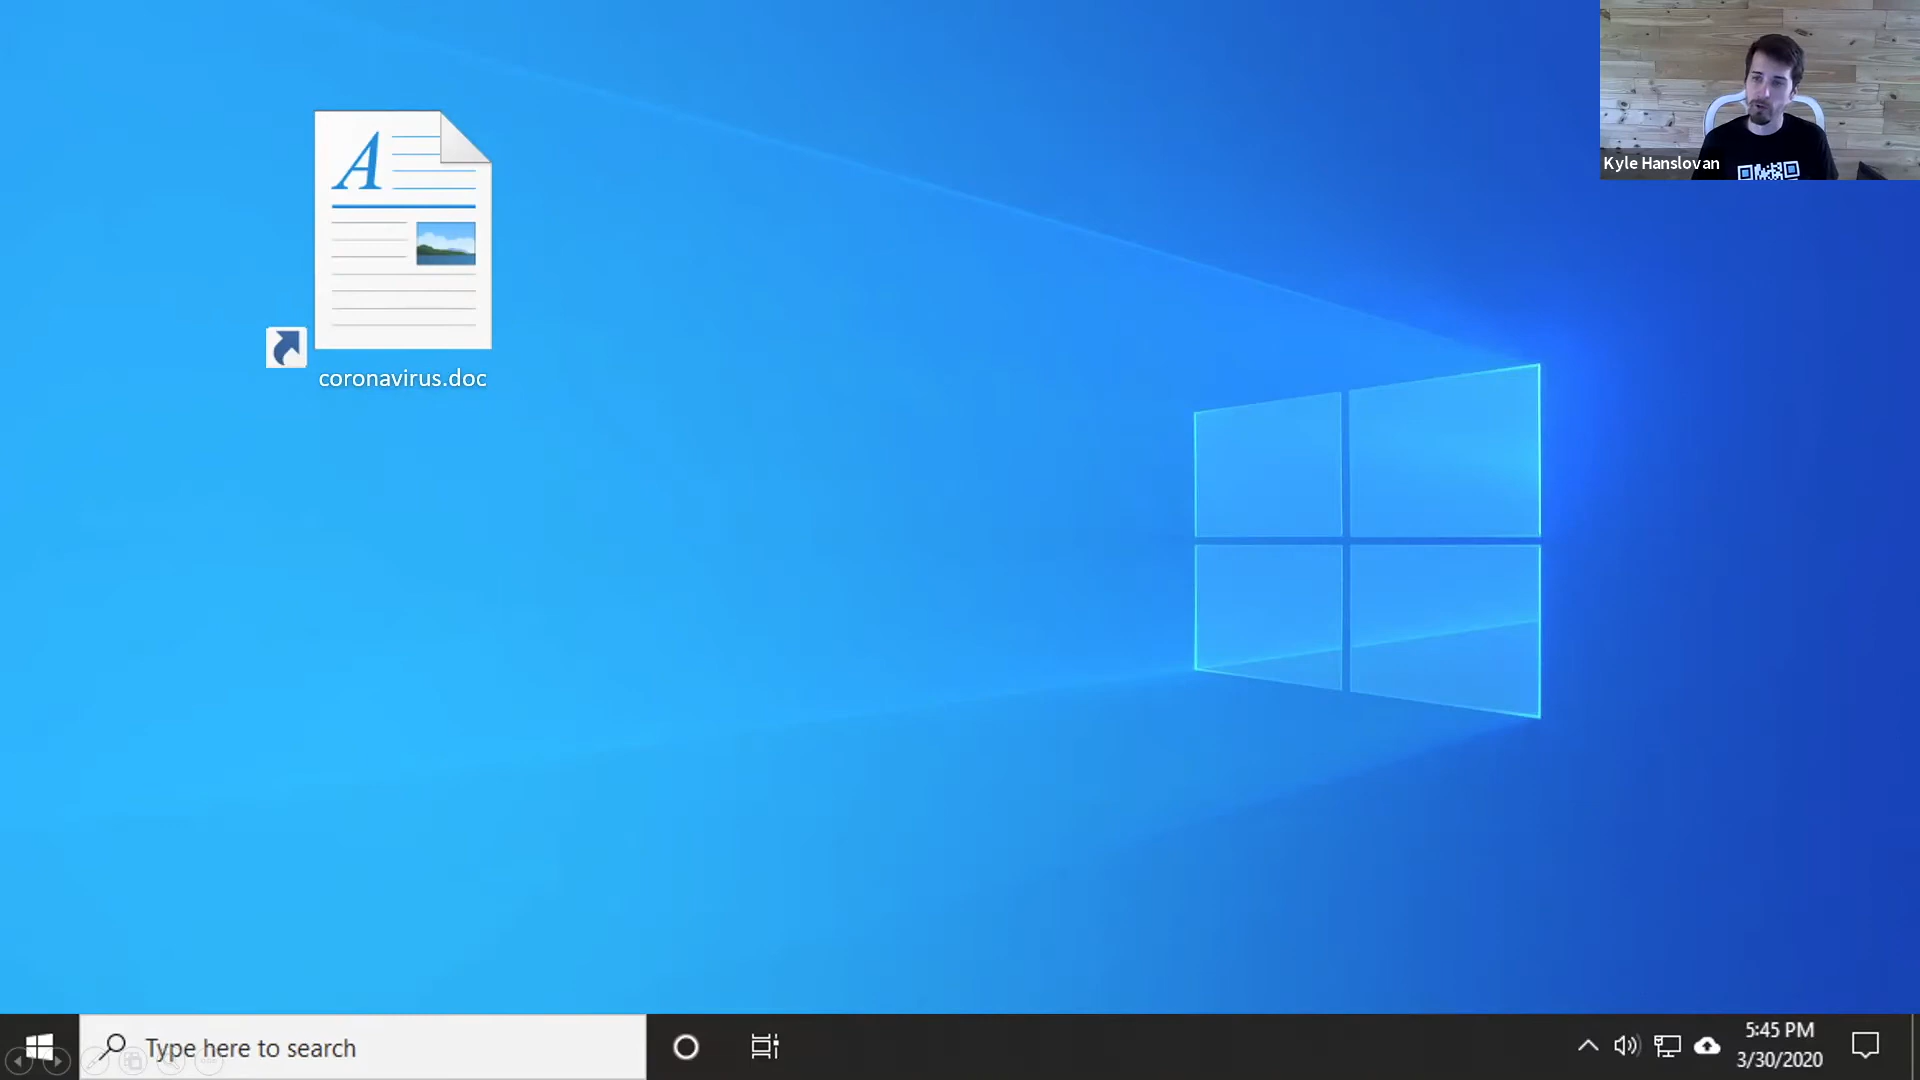 Kyle Hanslovan
A
coronavirus.doc
Type here to search
5:45 PM
3/30/2020